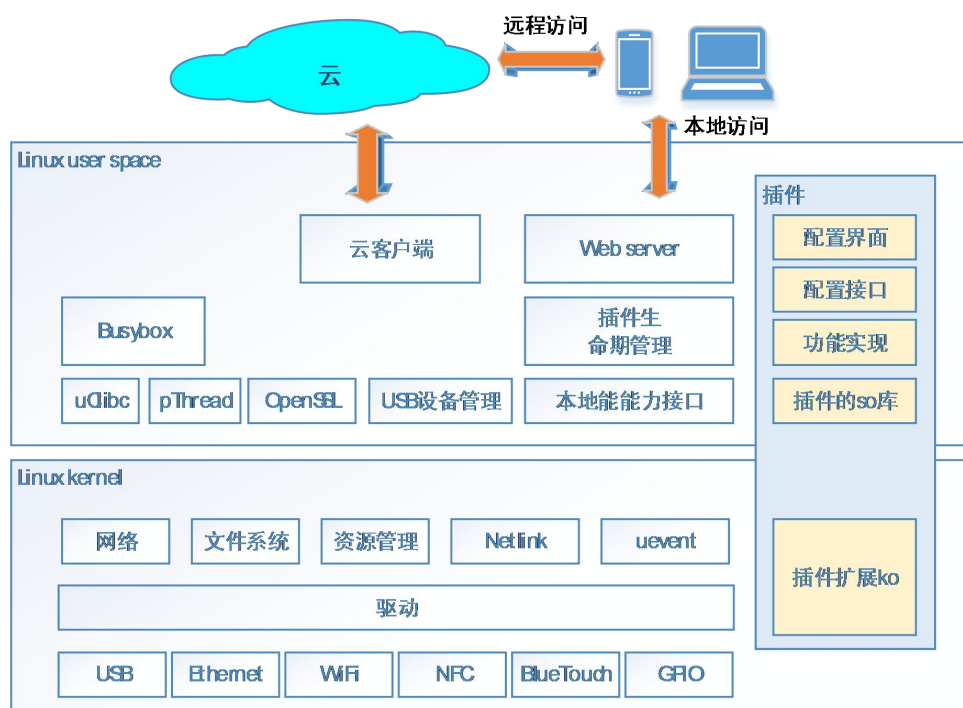 远程访问
云
本地访问
Linux user space
插件
云客户端
Web server
配置界面
配置接口
Busybox
插件生
命期管理
功能实现
uClibc
pThread
OpenSSL
USB设备管理
本地能能力接口
插件的so库
Linux kernel
网络
文件系统
资源管理
Netlink
uevent
插件扩展ko
驱动
USB
Ethernet
WiFi
NFC
BlueTouch
GPIO